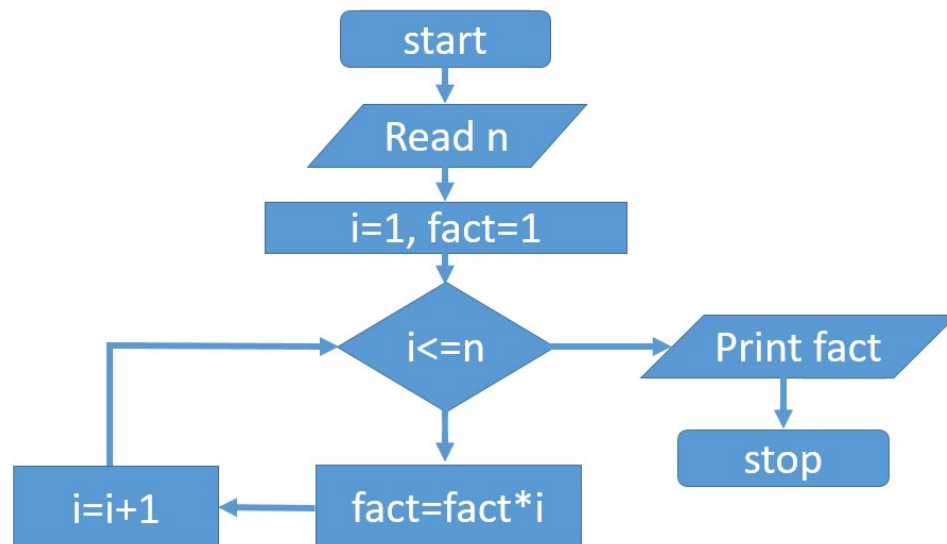 start
Read n
i=1, fact=1
i<=n
Print fact
stop
fact=fact*i
i=i+1